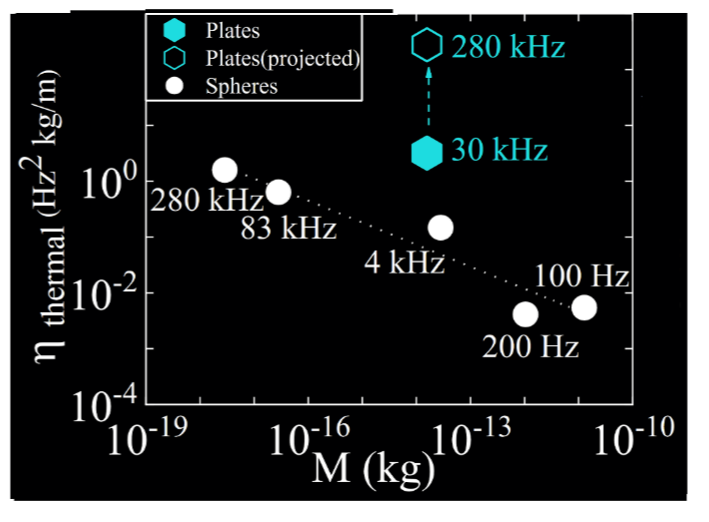 Plates
Plates(projected)
Spheres
280 kHz
30 kHz
280 kHz
83 kHz
4 kHz
100 Hz
200 Hz
η thermal (Hz² kg/m)
10⁰
10⁻²
10⁻⁴
10⁻¹⁹ 10⁻¹⁶ 10⁻¹³ 10⁻¹⁰
M (kg)